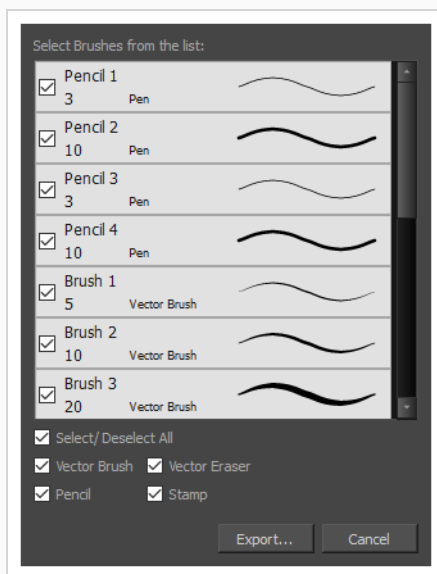 Select Brushes from the list:
Pencil 1
3 Pen
Pencil 2
10 Pen
Pencil 3
3 Pen
Pencil 4
10 Pen
Brush 1
5 Vector Brush
Brush 2
10 Vector Brush
Brush 3
20 Vector Brush
Select/ Deselect All
Vector Brush Vector Eraser
Pencil Stamp
Export... Cancel